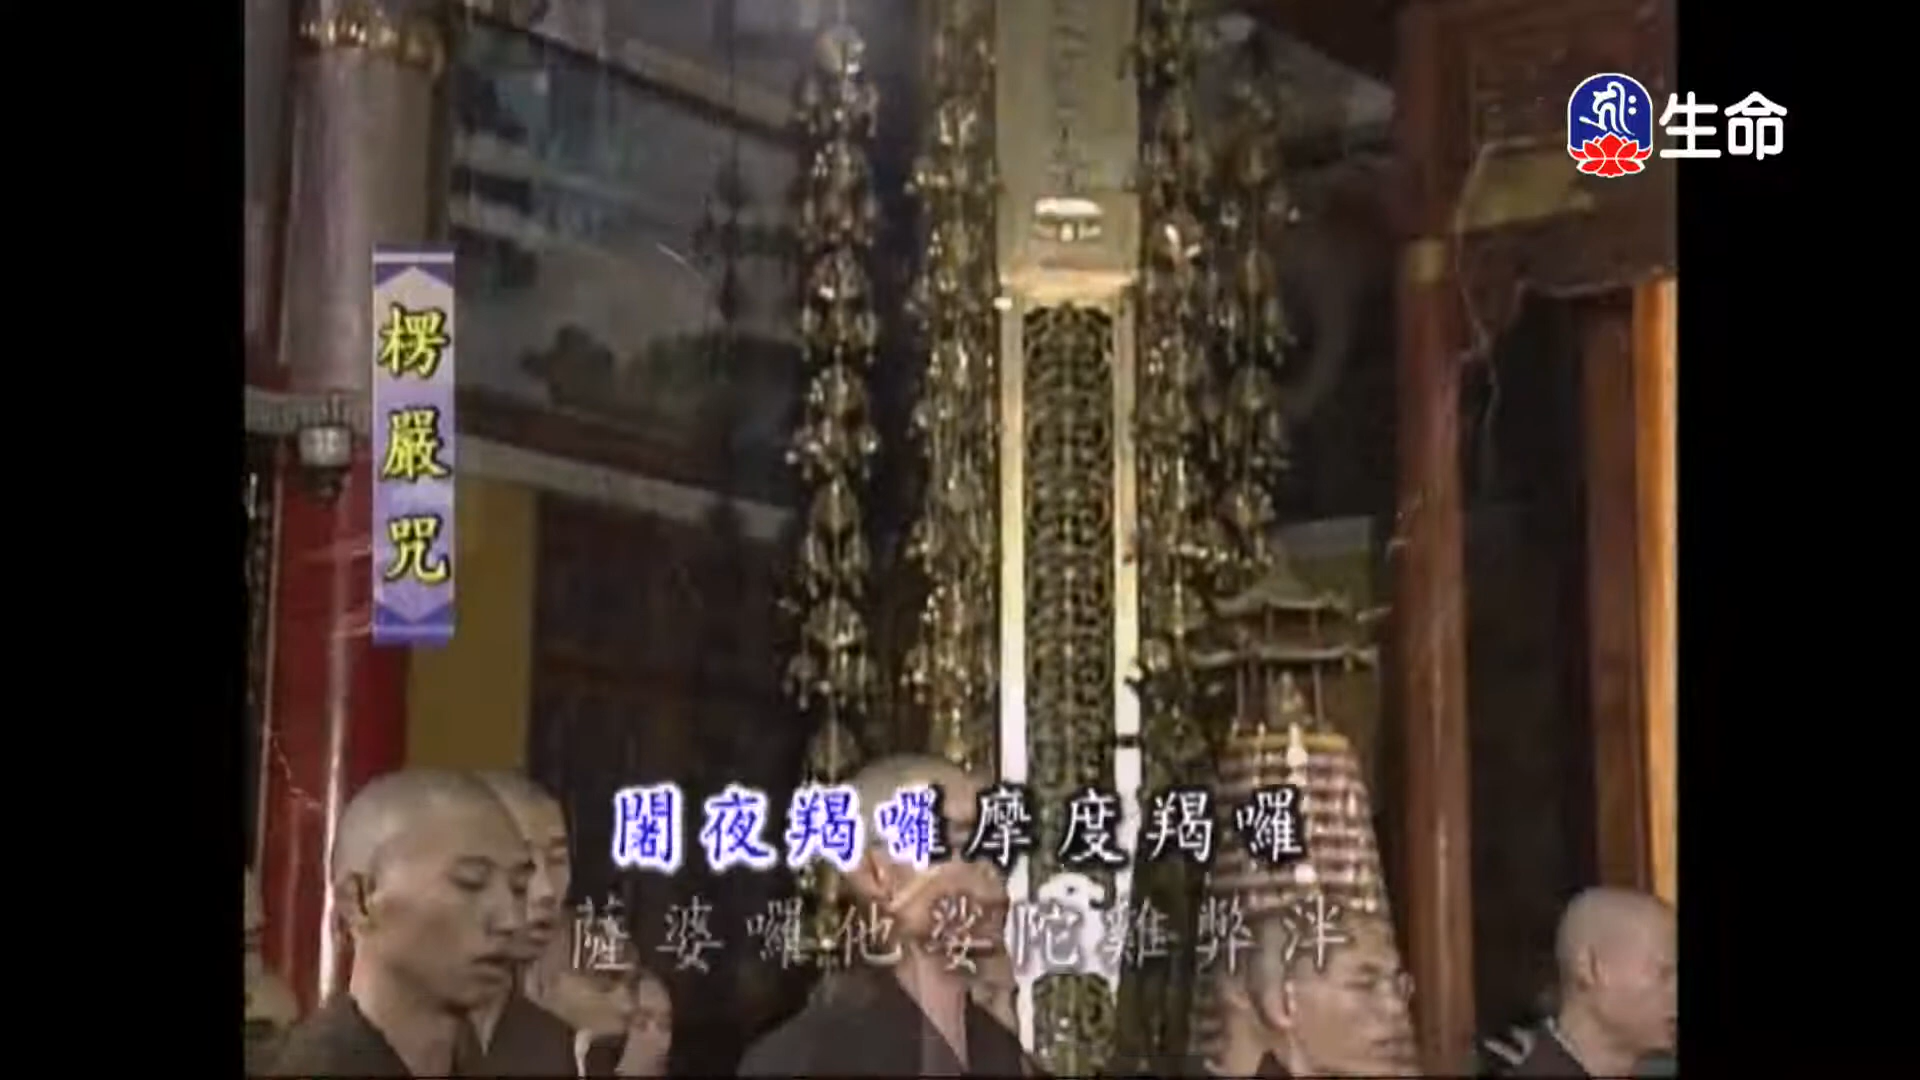 生命
楞嚴咒
闍夜羯囉摩度羯囉
薩婆囉他娑陀雞弊泮